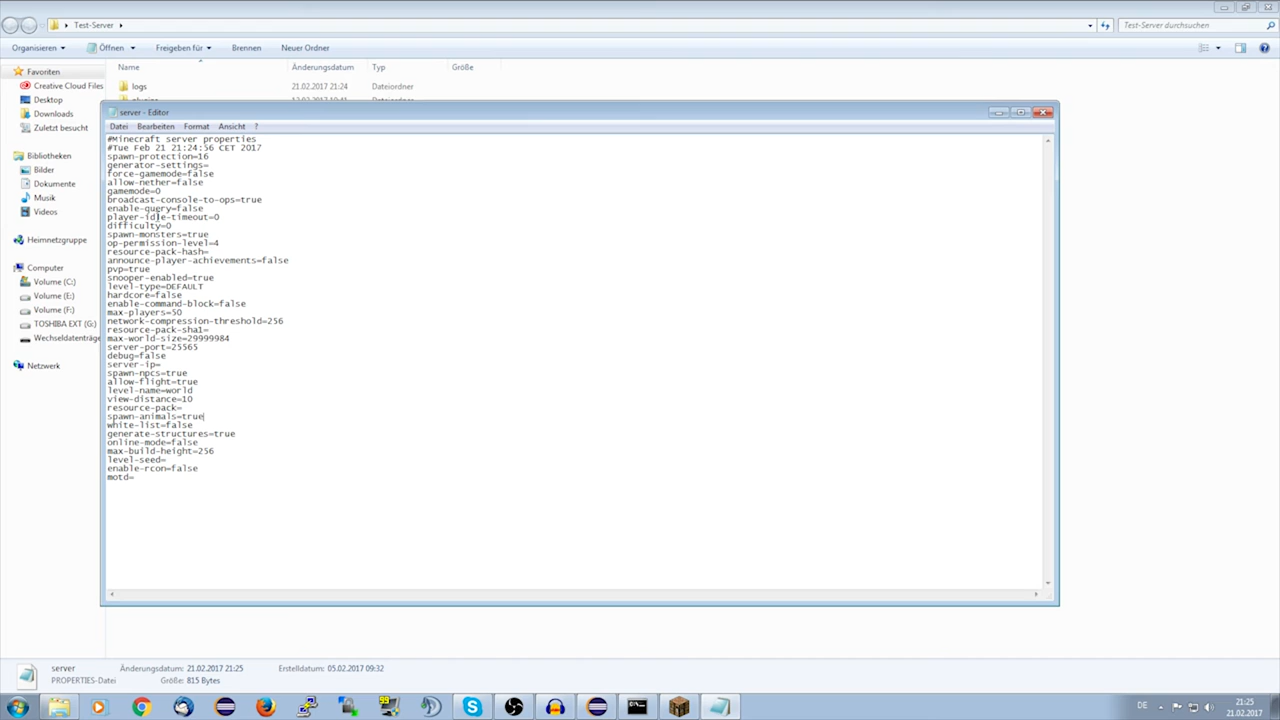 Test-Server
Test-Server durchsuchen
Organisieren
Öffnen
Freigeben für
Brennen
Neuer Ordner
Favoriten
Creative Cloud Files
Desktop
Downloads
Zuletzt besucht
Bibliotheken
Bilder
Dokumente
Musik
Videos
Heimnetzgruppe
Computer
Volume (C:)
Volume (E:)
Volume (F:)
TOSHIBA EXT (G:)
Wechseldatenträge
Netzwerk
Name
Änderungsdatum
Typ
Größe
logs
21.02.2017 21:24
Dateiordner
server - Editor
Datei Bearbeiten Format Ansicht ?
#Minecraft server properties
#Tue Feb 21 21:24:56 CET 2017
spawn-protection=16
generator-settings=
force-gamemode=false
allow-nether=false
gamemode=0
broadcast-console-to-ops=true
enable-query=false
player-idle-timeout=0
difficulty=0
spawn-monsters=true
op-permission-level=4
resource-pack-hash=
announce-player-achievements=false
pvp=true
snooper-enabled=true
level-type=DEFAULT
hardcore=false
enable-command-block=false
max-players=50
network-compression-threshold=256
resource-pack-sha1=
max-world-size=29999984
server-port=25565
debug=false
server-ip=
spawn-npcs=true
allow-flight=true
level-name=world
view-distance=10
resource-pack=
spawn-animals=true
white-list=false
generate-structures=true
online-mode=false
max-build-height=256
level-seed=
enable-rcon=false
motd=
server
Änderungsdatum: 21.02.2017 21:25
Erstelldatum: 05.02.2017 09:32
PROPERTIES-Datei
Größe: 815 Bytes
99
DE
21:25
21.02.2017